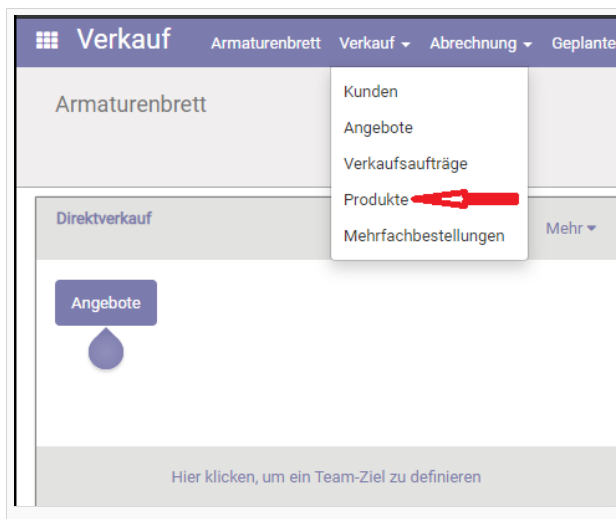 Verkauf Armaturenbrett Verkauf Abrechnung Geplante
Armaturenbrett
Kunden
Angebote
Verkaufsaufträge
Produkte
Mehrfachbestellungen
Direktverkauf
Mehr
Angebote
Hier klicken, um ein Team-Ziel zu definieren